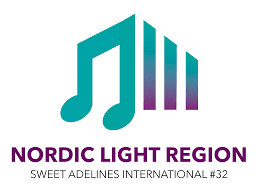 NORDIC LIGHT REGION
SWEET ADELINES INTERNATIONAL #32